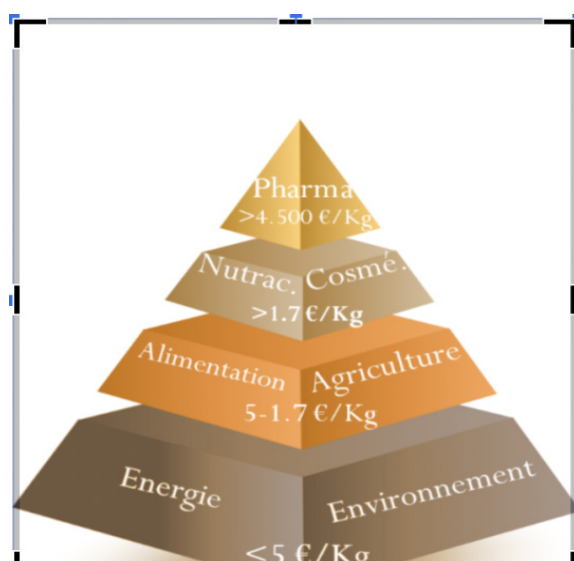 Pharma
>4.500 €/Kg
Nutrac. Cosmé.
>1.7€/Kg
Alimentation Agriculture
5-1.7 €/Kg
Energie Environnement
<5 €/Kg